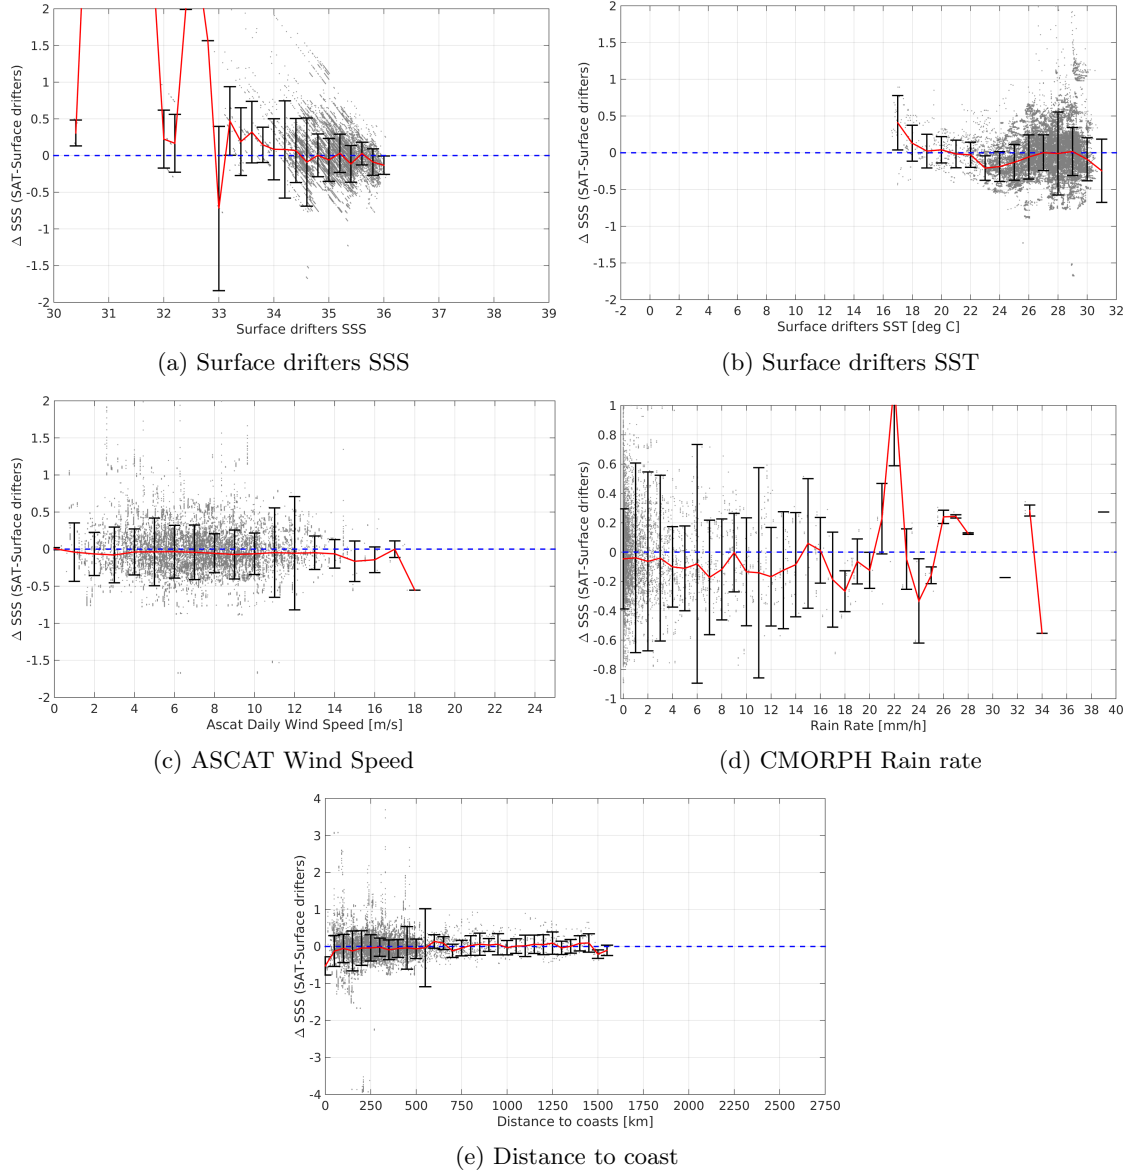 2
1.5
1
0.5
0
-0.5
-1
-1.5
-2
Δ SSS (SAT-Surface drifters)
30 31 32 33 34 35 36 37 38 39
Surface drifters SSS
(a) Surface drifters SSS
2
1.5
1
0.5
0
-0.5
-1
-1.5
-2
Δ SSS (SAT-Surface drifters)
-2 0 2 4 6 8 10 12 14 16 18 20 22 24 26 28 30 32
Surface drifters SST [deg C]
(b) Surface drifters SST
2
1.5
1
0.5
0
-0.5
-1
-1.5
-2
Δ SSS (SAT-Surface drifters)
0 2 4 6 8 10 12 14 16 18 20 22 24
Ascat Daily Wind Speed [m/s]
(c) ASCAT Wind Speed
1
0.8
0.6
0.4
0.2
0
-0.2
-0.4
-0.6
-0.8
-1
Δ SSS (SAT-Surface drifters)
0 2 4 6 8 10 12 14 16 18 20 22 24 26 28 30 32 34 36 38 40
Rain Rate [mm/h]
(d) CMORPH Rain rate
4
3
2
1
0
-1
-2
-3
-4
Δ SSS (SAT-Surface drifters)
0 250 500 750 1000 1250 1500 1750 2000 2250 2500 2750
Distance to coasts [km]
(e) Distance to coast